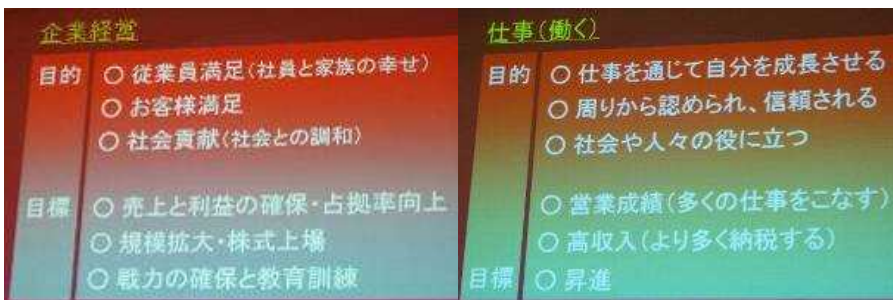 企業経営
目的 ○ 従業員満足(社員と家族の幸せ)
○ お客様満足
○ 社会貢献(社会との調和)
目標 ○ 売上と利益の確保・占拠率向上
○ 規模拡大・株式上場
○ 戦力の確保と教育訓練
仕事(働く)
目的 ○ 仕事を通じて自分を成長させる
○ 周りから認められ、信頼される
○ 社会や人々の役に立つ
○ 営業成績(多くの仕事をこなす)
○ 高収入(より多く納税する)
目標 ○ 昇進